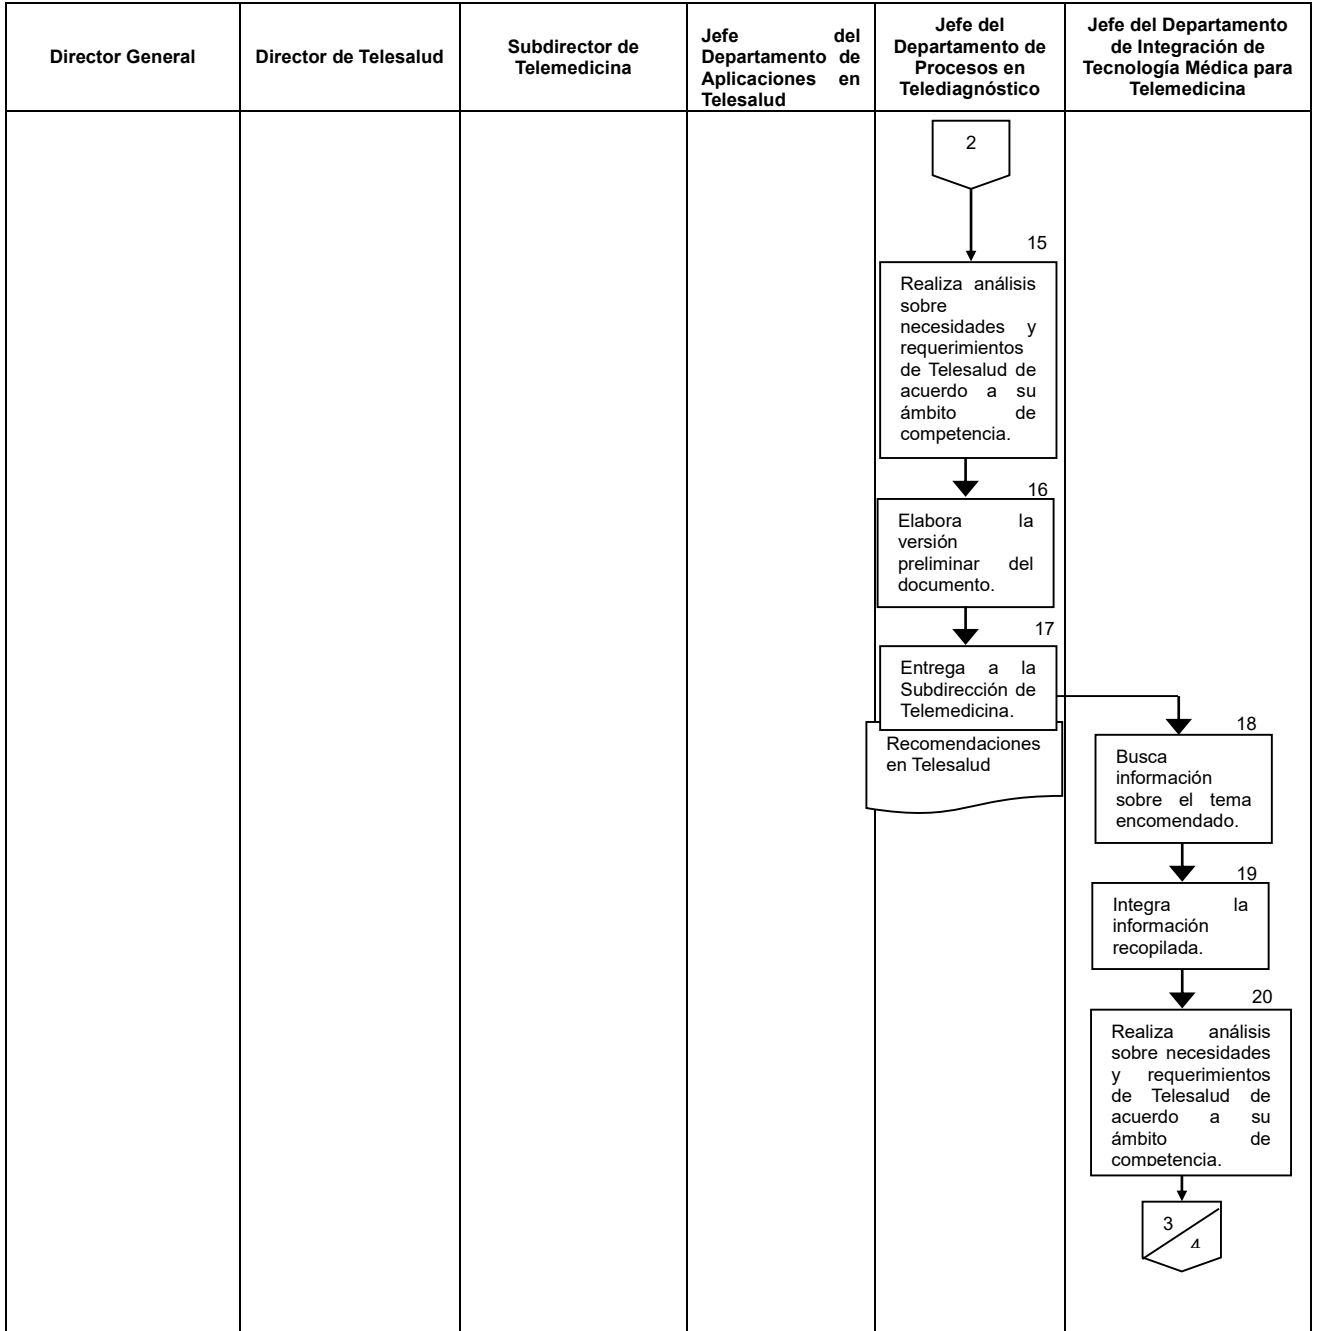 Director General
Director de Telesalud
Subdirector de
Telemedicina
Jefe del
Departamento de
Aplicaciones en
Telesalud
Jefe del
Departamento de
Procesos en
Telediagnóstico
Jefe del Departamento
de Integración de
Tecnología Médica para
Telemedicina
2
15
Realiza análisis
sobre
necesidades y
requerimientos
de Telesalud de
acuerdo a su
ámbito de
competencia.
16
Elabora la
versión
preliminar del
documento.
17
Entrega a la
Subdirección de
Telemedicina.
Recomendaciones
en Telesalud
18
Busca
información
sobre el tema
encomendado.
19
Integra la
información
recopilada.
20
Realiza análisis
sobre necesidades
y requerimientos
de Telesalud de
acuerdo a su
ámbito de
competencia.
3
4